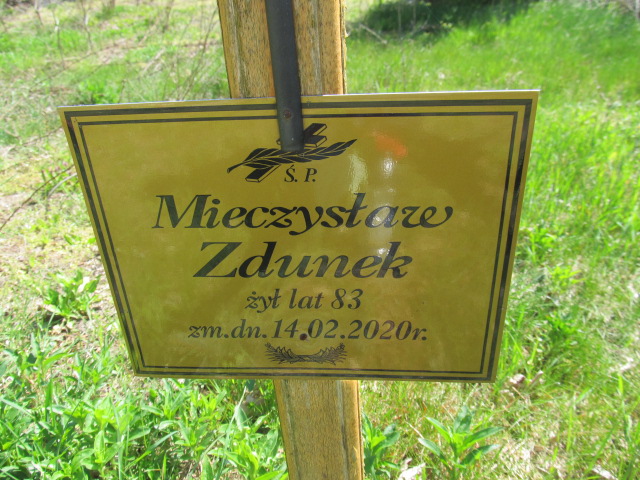 Ś. P.
Mieczysław
Zdunek
żył lat 83
zm.dn.14.02.2020r.